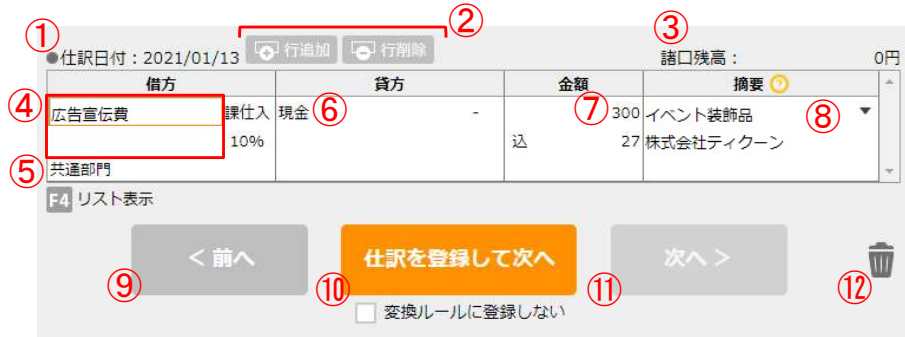 ②
① ③
●仕訳日付：2021/01/13 行追加 行削除 諸口残高： 0円
借方 貸方 金額 摘要 ?
④ 広告宣伝費 課仕入 現金 ⑥ - ⑦ 300 イベント装飾品 ⑧
10% 込 27 株式会社ティクーン
⑤ 共通部門
F4 リスト表示
< 前へ 仕訳を登録して次へ 次へ >
⑨ ⑩ ⑪ ⑫
変換ルールに登録しない